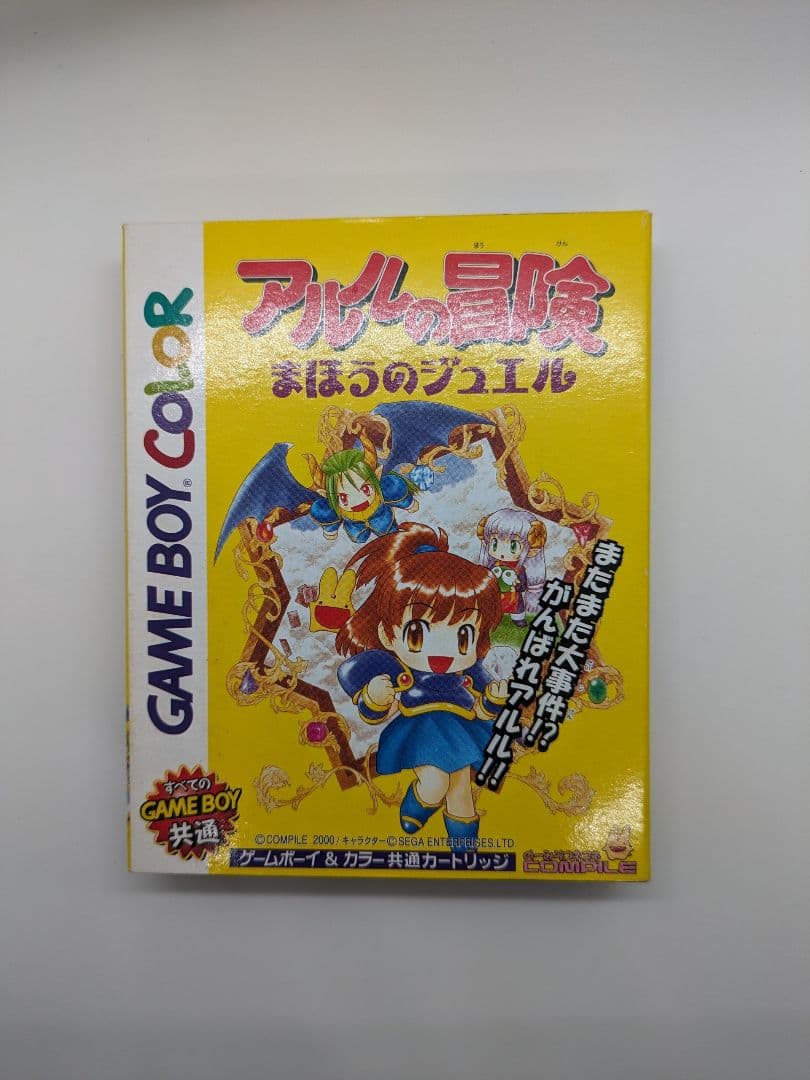 ぼう けん
アルルの冒険
まほうのジュエル
GAME BOY® COLOR
まだまだ大事件!?
がんばれアルル!!
すべての
GAME BOY
共通
©COMPILE 2000/キャラクター©SEGA ENTERPRISES,LTD
ゲームボーイ & カラー共通カートリッジ
COMPILE